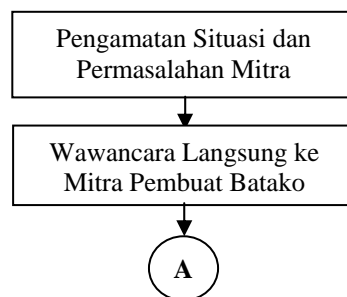 Pengamatan Situasi dan
Permasalahan Mitra
Wawancara Langsung ke
Mitra Pembuat Batako
A